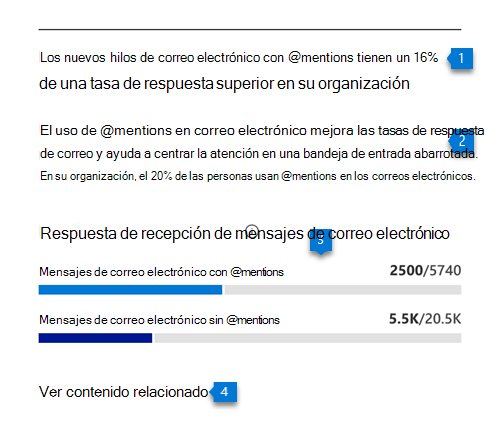 Los nuevos hilos de correo electrónico con @mentions tienen un 16% 1
de una tasa de respuesta superior en su organización
El uso de @mentions en correo electrónico mejora las tasas de respuesta
de correo y ayuda a centrar la atención en una bandeja de entrada abarrotada. 2
En su organización, el 20% de las personas usan @mentions en los correos electrónicos.
Respuesta de recepción de mensajes de correo electrónico
3
Mensajes de correo electrónico con @mentions 2500/5740
Mensajes de correo electrónico sin @mentions 5.5K/20.5K
Ver contenido relacionado 4